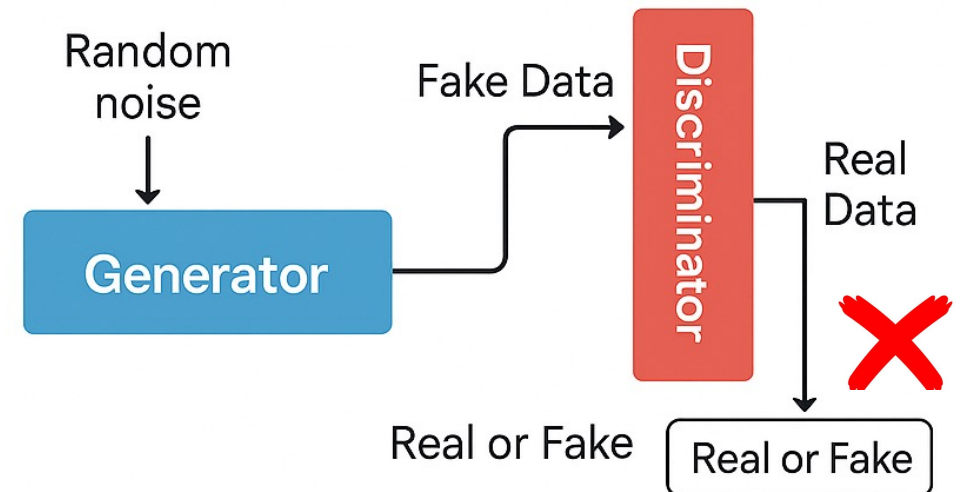 Random
noise
Generator
Fake Data
Discriminator
Real
Data
Real or Fake
Real or Fake